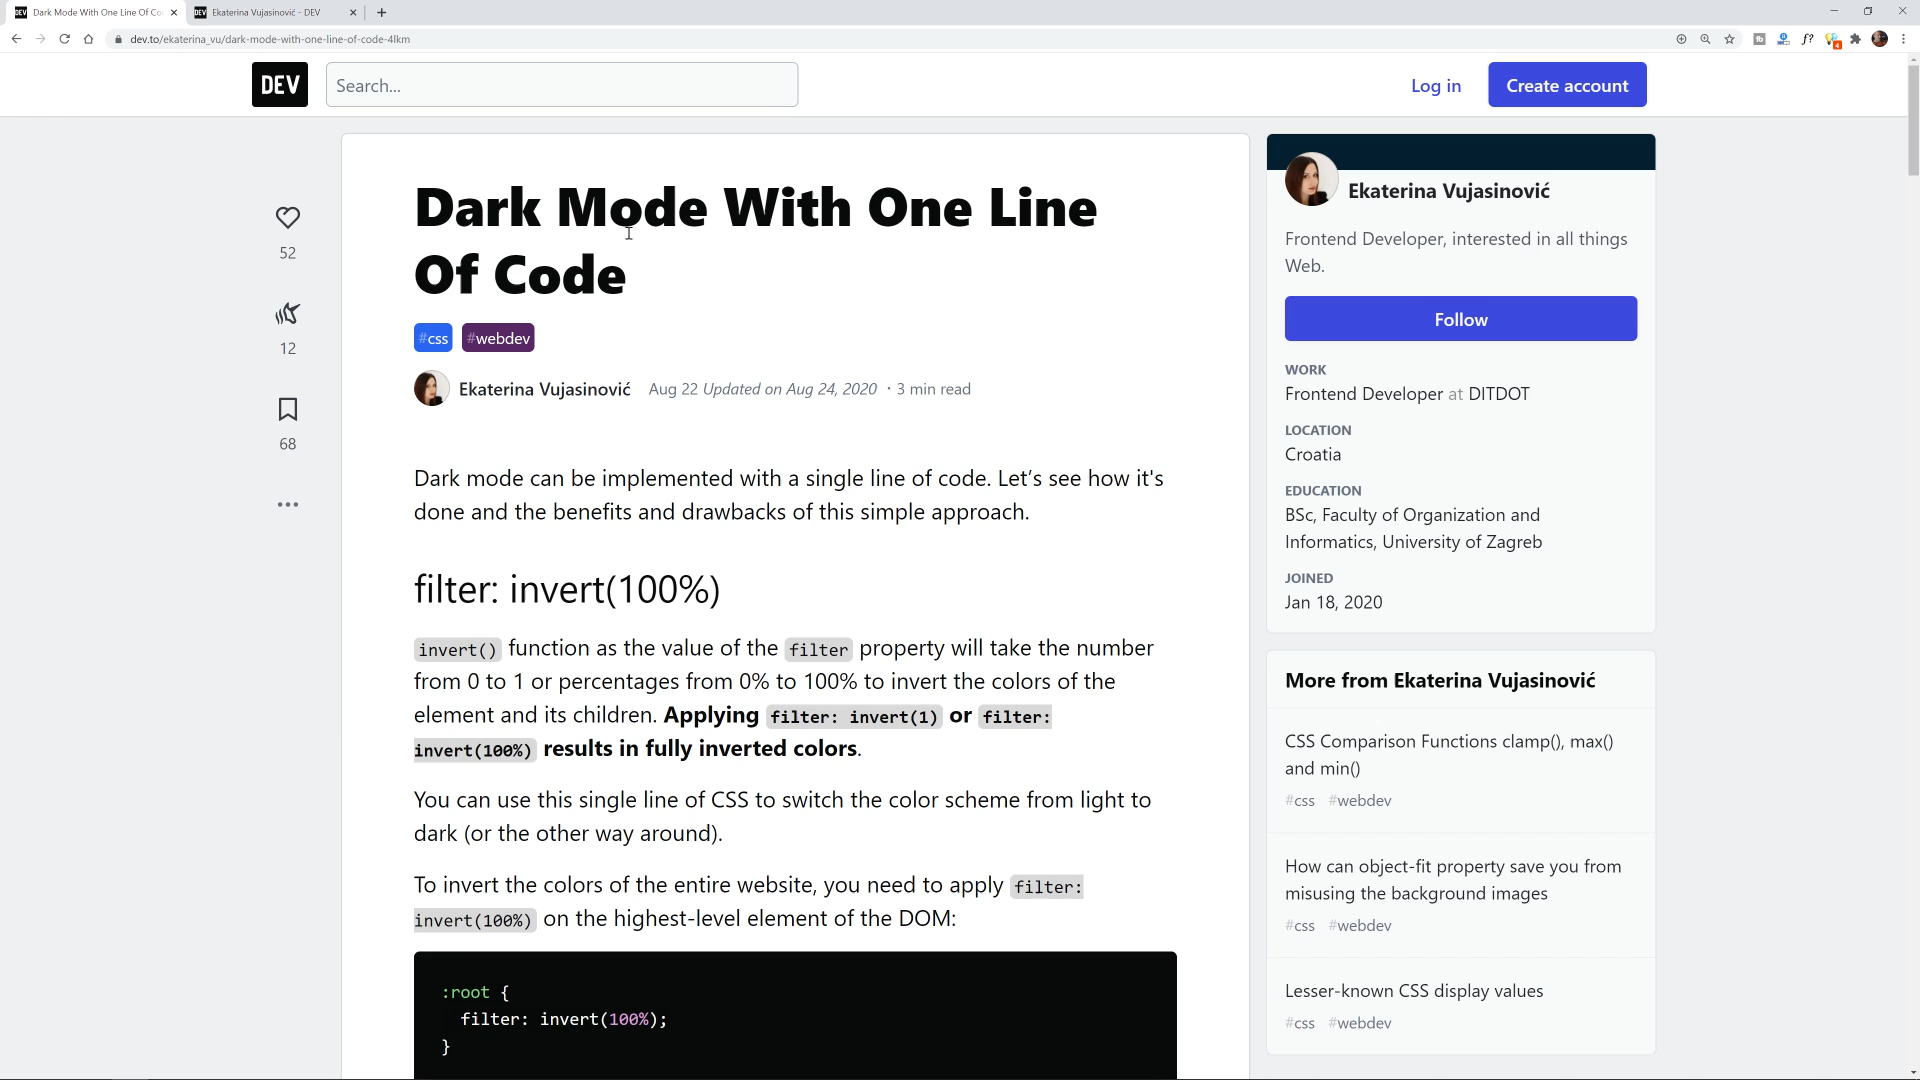 Dark Mode With One Line Of Co
Ekaterina Vujasinović - DEV
dev.to/ekaterina_vu/dark-mode-with-one-line-of-code-4lkm
DEV
Search...
Log in
Create account
52
12
68
Dark Mode With One Line
Of Code
#css #webdev
Ekaterina Vujasinović Aug 22 Updated on Aug 24, 2020 ・3 min read
Dark mode can be implemented with a single line of code. Let’s see how it's
done and the benefits and drawbacks of this simple approach.
filter: invert(100%)
invert() function as the value of the filter property will take the number
from 0 to 1 or percentages from 0% to 100% to invert the colors of the
element and its children. Applying filter: invert(1) or filter:
invert(100%) results in fully inverted colors.
You can use this single line of CSS to switch the color scheme from light to
dark (or the other way around).
To invert the colors of the entire website, you need to apply filter:
invert(100%) on the highest-level element of the DOM:
:root {
filter: invert(100%);
}
Ekaterina Vujasinović
Frontend Developer, interested in all things
Web.
Follow
WORK
Frontend Developer at DITDOT
LOCATION
Croatia
EDUCATION
BSc, Faculty of Organization and
Informatics, University of Zagreb
JOINED
Jan 18, 2020
More from Ekaterina Vujasinović
CSS Comparison Functions clamp(), max()
and min()
#css #webdev
How can object-fit property save you from
misusing the background images
#css #webdev
Lesser-known CSS display values
#css #webdev